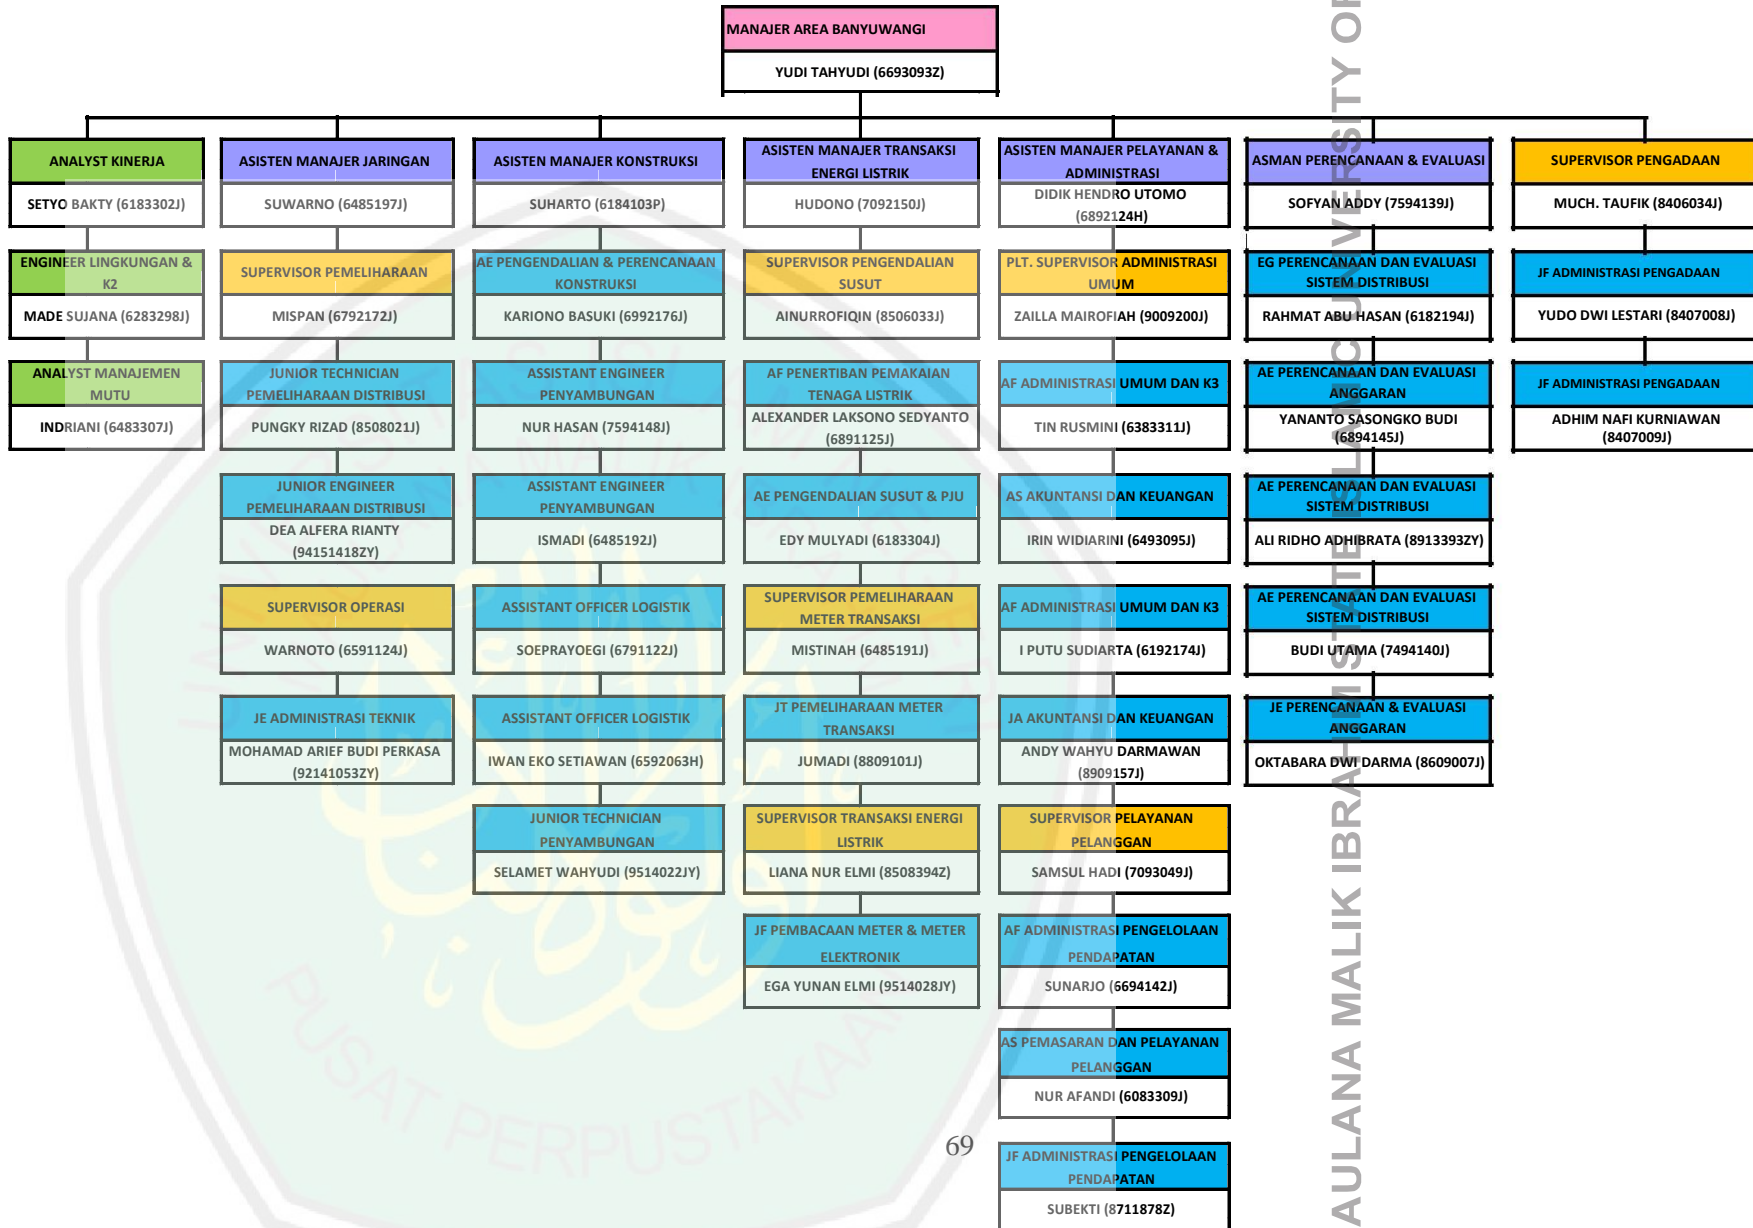 MANAJER AREA BANYUWANGI
YUDI TAHYUDI (6693093Z)
ANALYST KINERJA
SETYO BAKTY (6183302J)
ENGINEER LINGKUNGAN &
K2
MADE SUJANA (6283298J)
ANALYST MANAJEMEN
MUTU
INDRIANI (6483307J)
ASISTEN MANAJER JARINGAN
SUWARNO (6485197J)
SUPERVISOR PEMELIHARAAN
MISPAN (6792172J)
JUNIOR TECHNICIAN
PEMELIHARAAN DISTRIBUSI
PUNGKY RIZAD (8508021J)
JUNIOR ENGINEER
PEMELIHARAAN DISTRIBUSI
DEA ALFERA RIANTY
(94151418ZY)
SUPERVISOR OPERASI
WARNOTO (6591124J)
JE ADMINISTRASI TEKNIK
MOHAMAD ARIEF BUDI PERKASA
(92141053ZY)
ASISTEN MANAJER KONSTRUKSI
SUHARTO (6184103P)
AE PENGENDALIAN & PERENCANAAN
KONSTRUKSI
KARIONO BASUKI (6992176J)
ASSISTANT ENGINEER
PENYAMBUNGAN
NUR HASAN (7594148J)
ASSISTANT ENGINEER
PENYAMBUNGAN
ISMADI (6485192J)
ASSISTANT OFFICER LOGISTIK
SOEPRAYOEGI (6791122J)
ASSISTANT OFFICER LOGISTIK
IWAN EKO SETIAWAN (6592063H)
JUNIOR TECHNICIAN
PENYAMBUNGAN
SELAMET WAHYUDI (9514022JY)
ASISTEN MANAJER TRANSAKSI
ENERGI LISTRIK
HUDONO (7092150J)
SUPERVISOR PENGENDALIAN
SUSUT
AINURROFIQIN (8506033J)
AF PENERTIBAN PEMAKAIAN
TENAGA LISTRIK
ALEXANDER LAKSONO SEDYANTO
(6891125J)
AE PENGENDALIAN SUSUT & PJU
EDY MULYADI (6183304J)
SUPERVISOR PEMELIHARAAN
METER TRANSAKSI
MISTINAH (6485191J)
JT PEMELIHARAAN METER
TRANSAKSI
JUMADI (8809101J)
SUPERVISOR TRANSAKSI ENERGI
LISTRIK
LIANA NUR ELMI (8508394Z)
JF PEMBACAAN METER & METER
ELEKTRONIK
EGA YUNAN ELMI (9514028JY)
ASISTEN MANAJER PELAYANAN &
ADMINISTRASI
DIDIK HENDRO UTOMO
(6892124H)
PLT. SUPERVISOR ADMINISTRASI
UMUM
ZAILLA MAIROFIAH (9009200J)
AF ADMINISTRASI UMUM DAN K3
TIN RUSMINI (6383311J)
AS AKUNTANSI DAN KEUANGAN
IRIN WIDIARINI (6493095J)
AF ADMINISTRASI UMUM DAN K3
I PUTU SUDIARTA (6192174J)
JA AKUNTANSI DAN KEUANGAN
ANDY WAHYU DARMAWAN
(8909157J)
SUPERVISOR PELAYANAN
PELANGGAN
SAMSUL HADI (7093049J)
AF ADMINISTRASI PENGELOLAAN
PENDAPATAN
SUNARJO (6694142J)
AS PEMASARAN DAN PELAYANAN
PELANGGAN
NUR AFANDI (6083309J)
JF ADMINISTRASI PENGELOLAAN
PENDAPATAN
SUBEKTI (8711878Z)
ASMAN PERENCANAAN & EVALUASI
SOFYAN ADDY (7594139J)
EG PERENCANAAN DAN EVALUASI
SISTEM DISTRIBUSI
RAHMAT ABU HASAN (6182194J)
AE PERENCANAAN DAN EVALUASI
ANGGARAN
YANANTO SASONGKO BUDI
(6894145J)
AE PERENCANAAN DAN EVALUASI
SISTEM DISTRIBUSI
ALI RIDHO ADHIBRATA (8913393ZY)
AE PERENCANAAN DAN EVALUASI
SISTEM DISTRIBUSI
BUDI UTAMA (7494140J)
JE PERENCANAAN & EVALUASI
ANGGARAN
OKTABARA DWI DARMA (8609007J)
SUPERVISOR PENGADAAN
MUCH. TAUFIK (8406034J)
JF ADMINISTRASI PENGADAAN
YUDO DWI LESTARI (8407008J)
JF ADMINISTRASI PENGADAAN
ADHIM NAFI KURNIAWAN
(8407009J)
69
PUSAT PERPUSTAKAAN
AULANA MALIK IBRAHIM STATE ISLAMIC UNIVERSITY OF